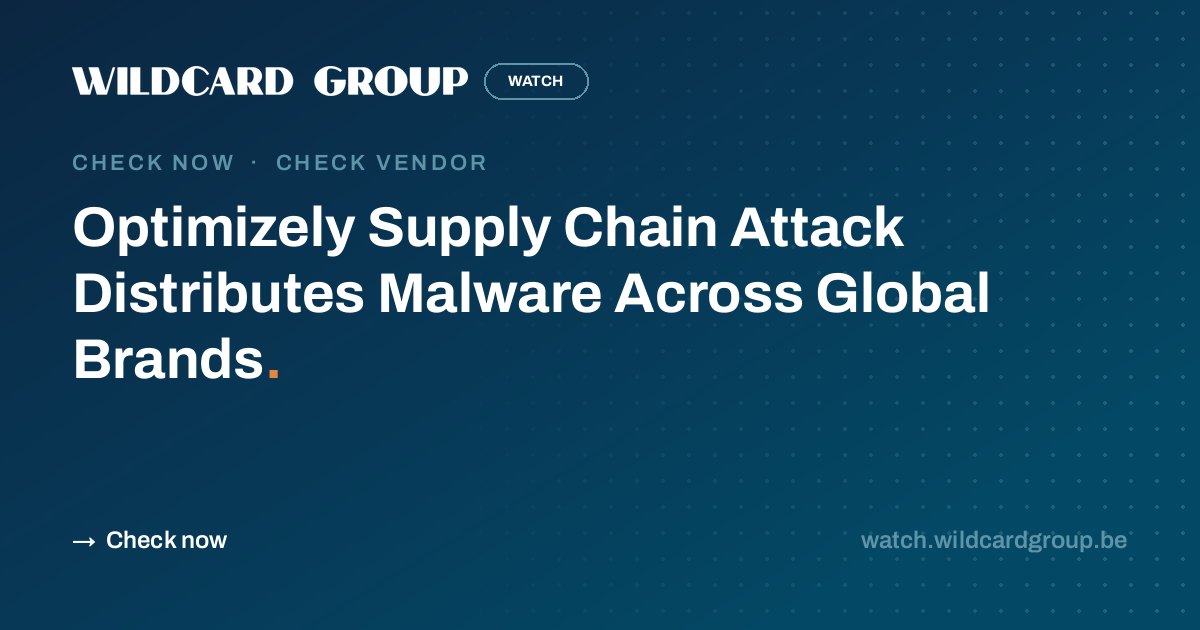 WILDCARD GROUP WATCH
CHECK NOW · CHECK VENDOR
Optimizely Supply Chain Attack
Distributes Malware Across Global
Brands.
→ Check now
watch.wildcardgroup.be